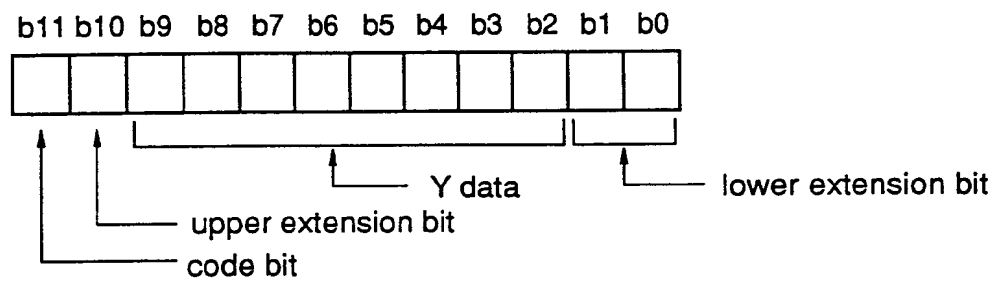 b11 b10 b9 b8 b7 b6 b5 b4 b3 b2 b1 b0
Y data
lower extension bit
upper extension bit
code bit